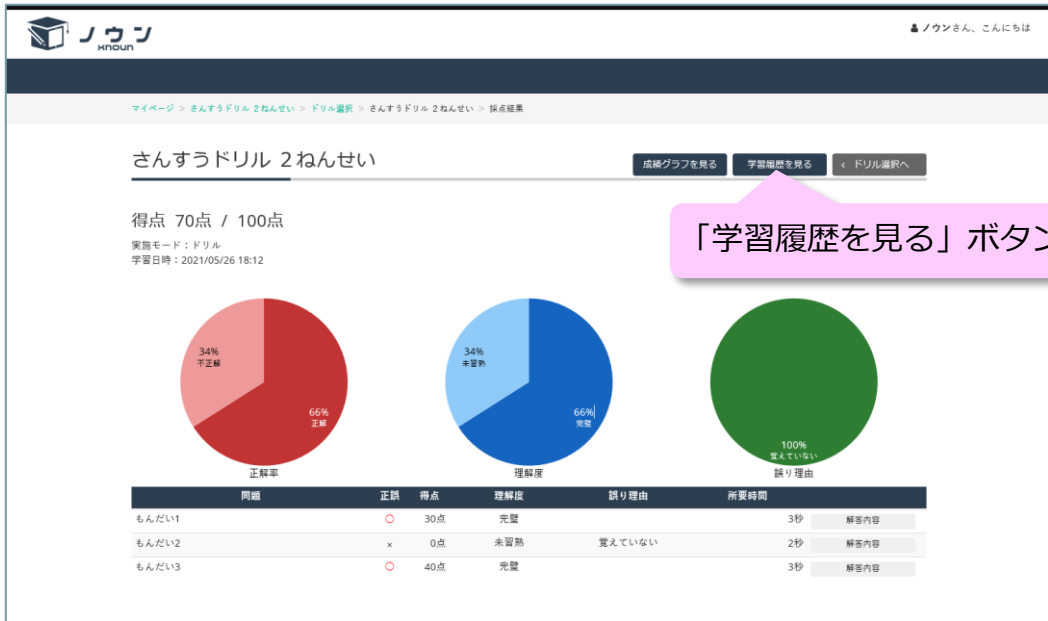 ノウン
KNOUN
ノウンさん、こんにちは
マイページ > さんすうドリル 2ねんせい > ドリル選択 > さんすうドリル 2ねんせい > 採点結果
さんすうドリル 2ねんせい
成績グラフを見る 学習履歴を見る ‹ ドリル選択へ
得点 70点 / 100点
「学習履歴を見る」ボタン
実施モード：ドリル
学習日時：2021/05/26 18:12
34%
不正解
66%
正解
正解率
34%
未習熟
66%
完璧
理解度
100%
覚えていない
誤り理由
問題 正誤 得点 理解度 誤り理由 所要時間
もんだい1 〇 30点 完璧 3秒 解答内容
もんだい2 × 0点 未習熟 覚えていない 2秒 解答内容
もんだい3 〇 40点 完璧 3秒 解答内容